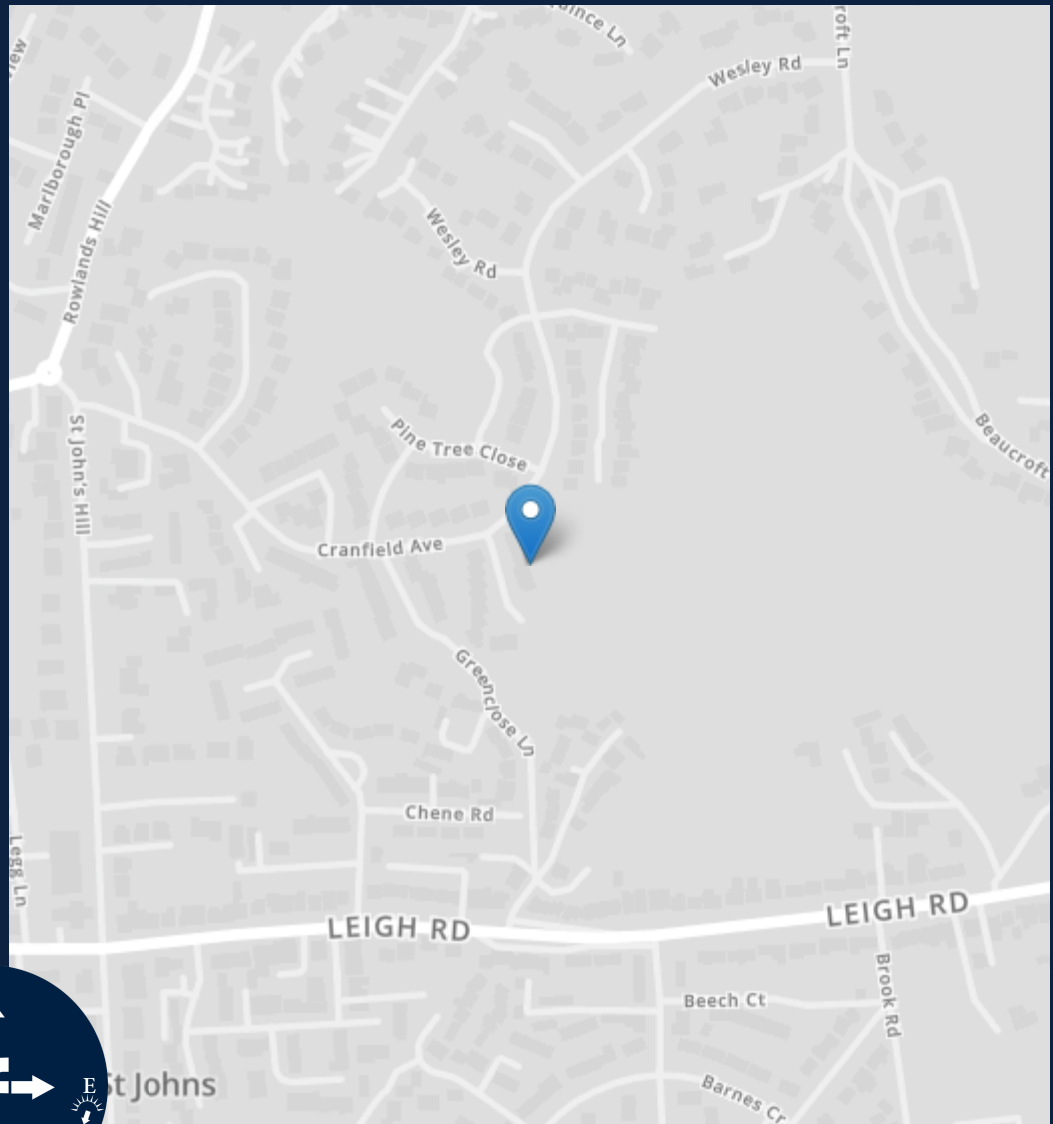 uince Ln
roft Ln
iew
Wesley Rd
Marlborough Pl
Rowlands Hill
Wesley Rd
St John's Hill
Pine Tree Close
Beaucroft
Cranfield Ave
Greenclose Ln
Chene Rd
Legg Ln
LEIGH RD
LEIGH RD
Brook Rd
Beech Ct
E
St Johns
Barnes Cr